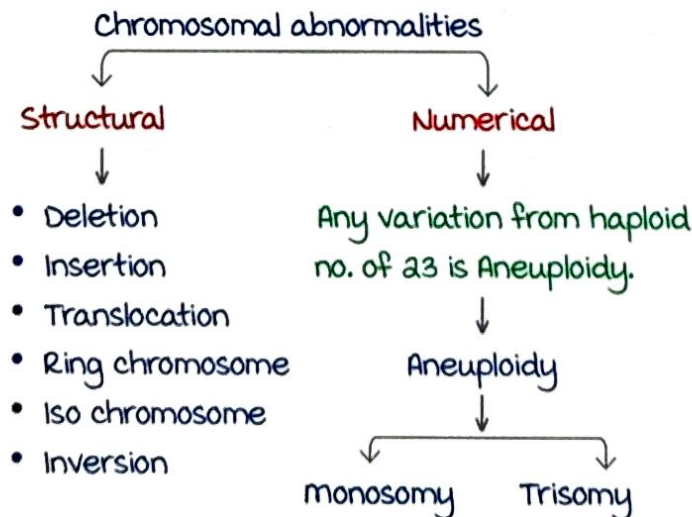 Chromosomal abnormalities
Structural
Numerical
• Deletion
• Insertion
• Translocation
• Ring chromosome
• Iso chromosome
• Inversion
Any variation from haploid
no. of 23 is Aneuploidy.
Aneuploidy
Monosomy
Trisomy